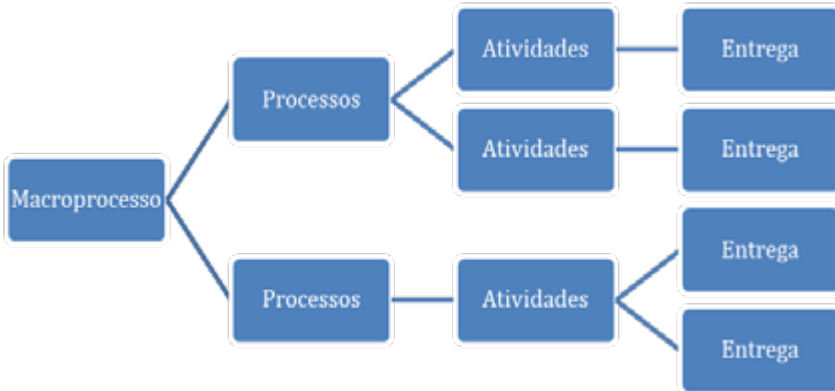 Atividades
Entrega
Processos
Atividades
Entrega
Macroprocesso
Entrega
Processos
Atividades
Entrega